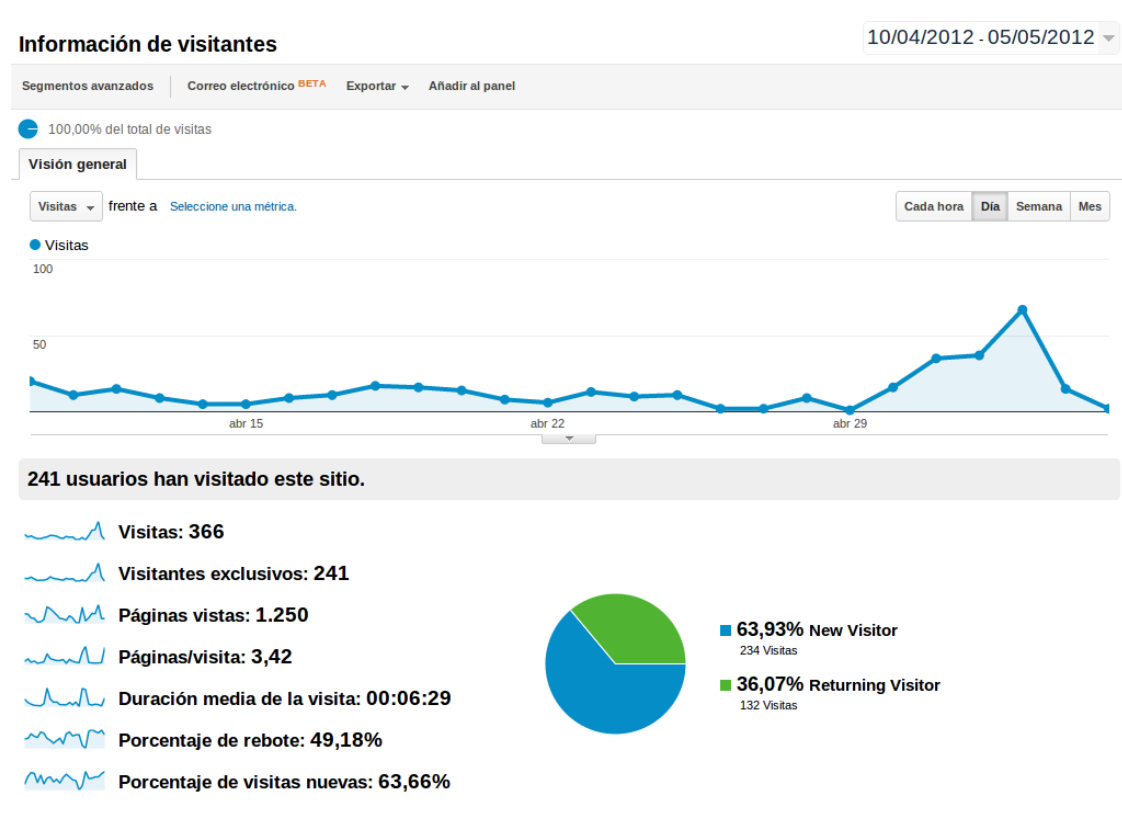 Información de visitantes
10/04/2012 - 05/05/2012
Segmentos avanzados Correo electrónico BETA Exportar Añadir al panel
100,00% del total de visitas
Visión general
Visitas frente a Seleccione una métrica.
Cada hora Día Semana Mes
Visitas
100
50
abr 15 abr 22 abr 29
241 usuarios han visitado este sitio.
Visitas: 366
Visitantes exclusivos: 241
Páginas vistas: 1.250
Páginas/visita: 3,42
Duración media de la visita: 00:06:29
Porcentaje de rebote: 49,18%
Porcentaje de visitas nuevas: 63,66%
63,93% New Visitor
234 Visitas
36,07% Returning Visitor
132 Visitas